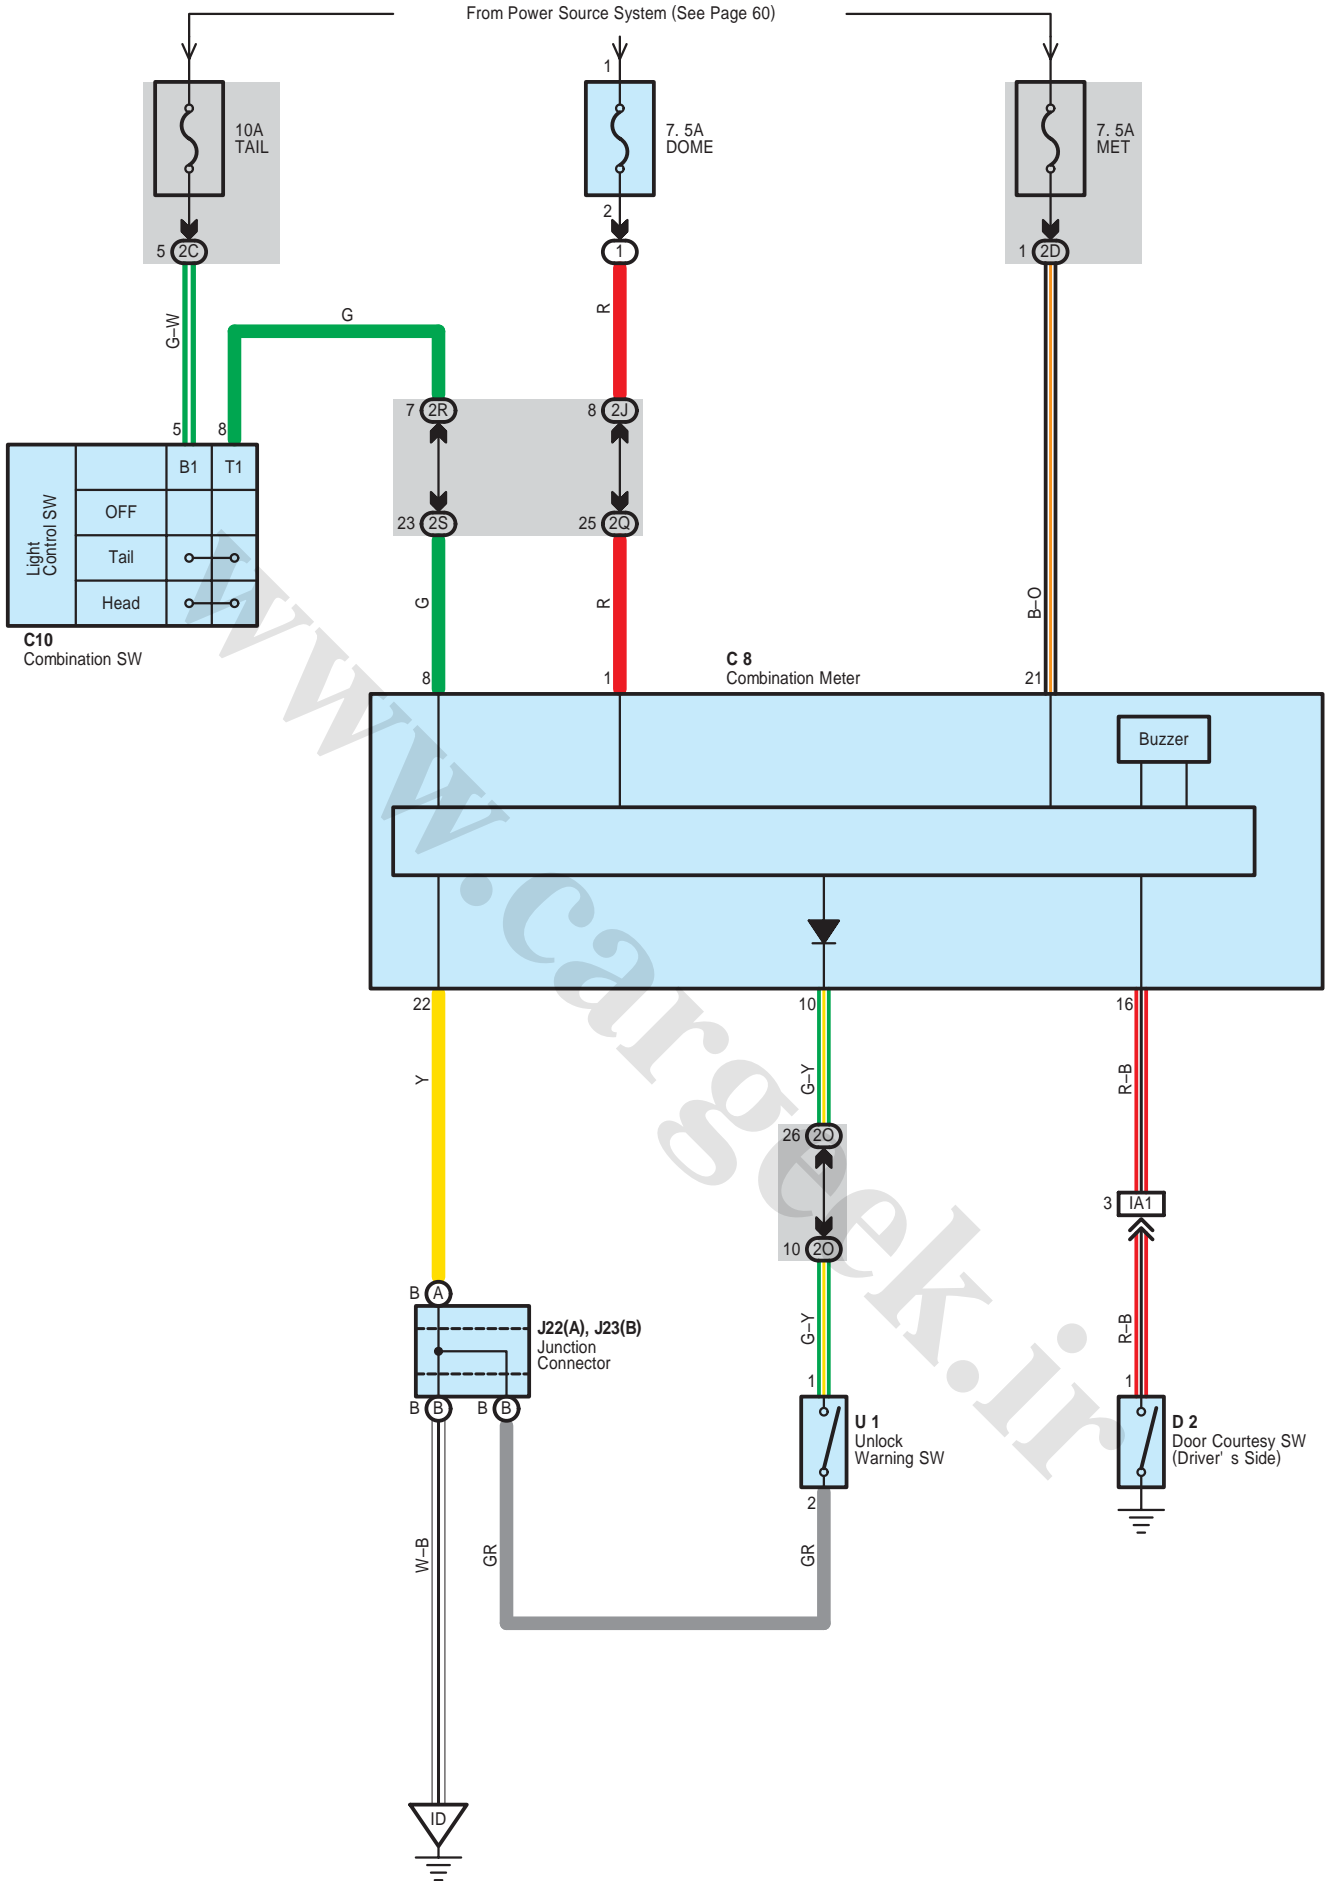 From Power Source System (See Page 60)
1
10A
TAIL
7. 5A
DOME
7. 5A
MET
2
5 2C
1
1 2D
G–W
G
R
7 2R
8 2J
5
8
B1 T1
Light
Control SW
OFF
Tail
Head
23 2S
25 2Q
G
R
B–O
C10
Combination SW
C 8
Combination Meter
8
1
21
Buzzer
22
10
16
Y
G–Y
R–B
26 2O
3 IA1
10 2O
B A
J22(A), J23(B)
Junction
Connector
G–Y
R–B
1
1
B B
B B
U 1
Unlock
Warning SW
D 2
Door Courtesy SW
(Driver' s Side)
2
W–B
GR
GR
ID
www.cargeek.ir